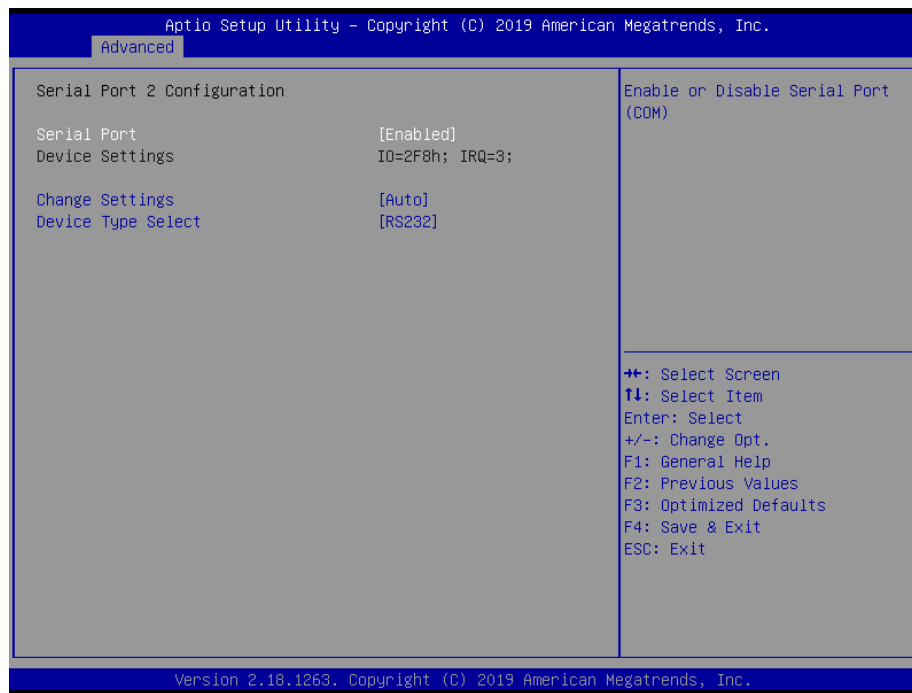 Aptio Setup Utility – Copyright (C) 2019 American Megatrends, Inc.
Advanced
Serial Port 2 Configuration
Serial Port [Enabled]
Device Settings IO=2F8h; IRQ=3;
Change Settings [Auto]
Device Type Select [RS232]
Enable or Disable Serial Port
(COM)
→←: Select Screen
↑↓: Select Item
Enter: Select
+/-: Change Opt.
F1: General Help
F2: Previous Values
F3: Optimized Defaults
F4: Save & Exit
ESC: Exit
Version 2.18.1263. Copyright (C) 2019 American Megatrends, Inc.